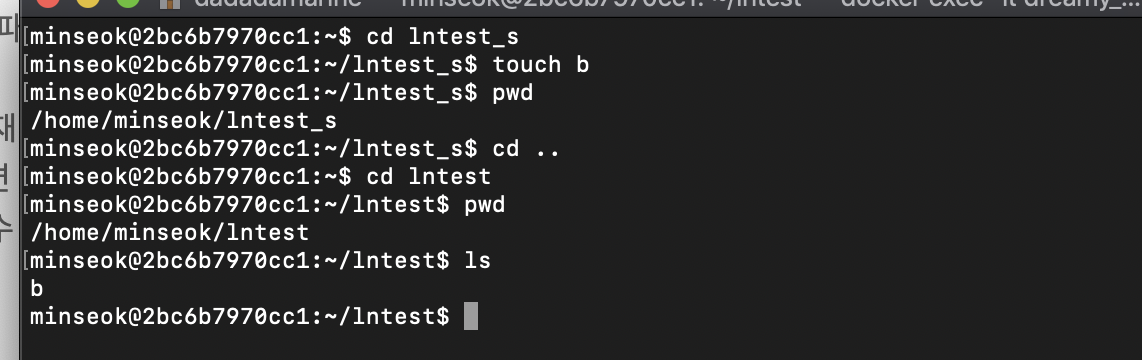 dadadamanne — minseok@2bc6b7970cc1: ~/lntest — docker exec -it dreamy_...
[minseok@2bc6b7970cc1:~$ cd lntest_s
[minseok@2bc6b7970cc1:~/lntest_s$ touch b
[minseok@2bc6b7970cc1:~/lntest_s$ pwd
/home/minseok/lntest_s
[minseok@2bc6b7970cc1:~/lntest_s$ cd ..
[minseok@2bc6b7970cc1:~$ cd lntest
[minseok@2bc6b7970cc1:~/lntest$ pwd
/home/minseok/lntest
[minseok@2bc6b7970cc1:~/lntest$ ls
b
minseok@2bc6b7970cc1:~/lntest$